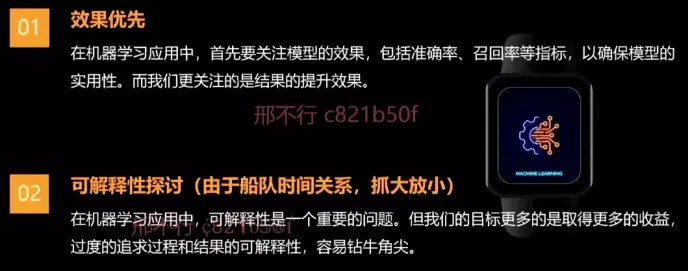 01
效果优先
在机器学习应用中，首先要关注模型的效果，包括准确率、召回率等指标，以确保模型的
实用性。而我们更关注的是结果的提升效果。
邢不行 c821b50f
MACHINE LEARNING
02
可解释性探讨（由于船队时间关系，抓大放小）
在机器学习应用中，可解释性是一个重要的问题。但我们的目标更多的是取得更多的收益，
邢不行 c821b50f
过度的追求过程和结果的可解释性，容易钻牛角尖。